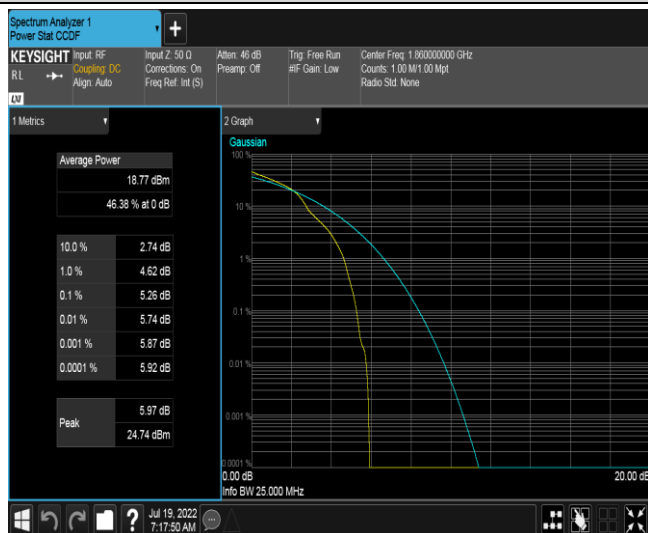 Spectrum Analyzer 1
Power Stat CCDF
KEYSIGHT
RL
LXI
Input: RF
Coupling: DC
Align: Auto
Input Z: 50 Ω
Corrections: On
Freq Ref: Int (S)
Atten: 46 dB
Preamp: Off
Trig: Free Run
#IF Gain: Low
Center Freq: 1.860000000 GHz
Counts: 1.00 M/1.00 Mpt
Radio Std: None
1 Metrics
Average Power
18.77 dBm
46.38 % at 0 dB
10.0 % 2.74 dB
1.0 % 4.62 dB
0.1 % 5.26 dB
0.01 % 5.74 dB
0.001 % 5.87 dB
0.0001 % 5.92 dB
Peak
5.97 dB
24.74 dBm
2 Graph
Gaussian
100 %
10 %
1 %
0.1 %
0.01 %
0.001 %
0.0001 %
0.00 dB
20.00 dB
Info BW 25.000 MHz
?
Jul 19, 2022
7:17:50 AM